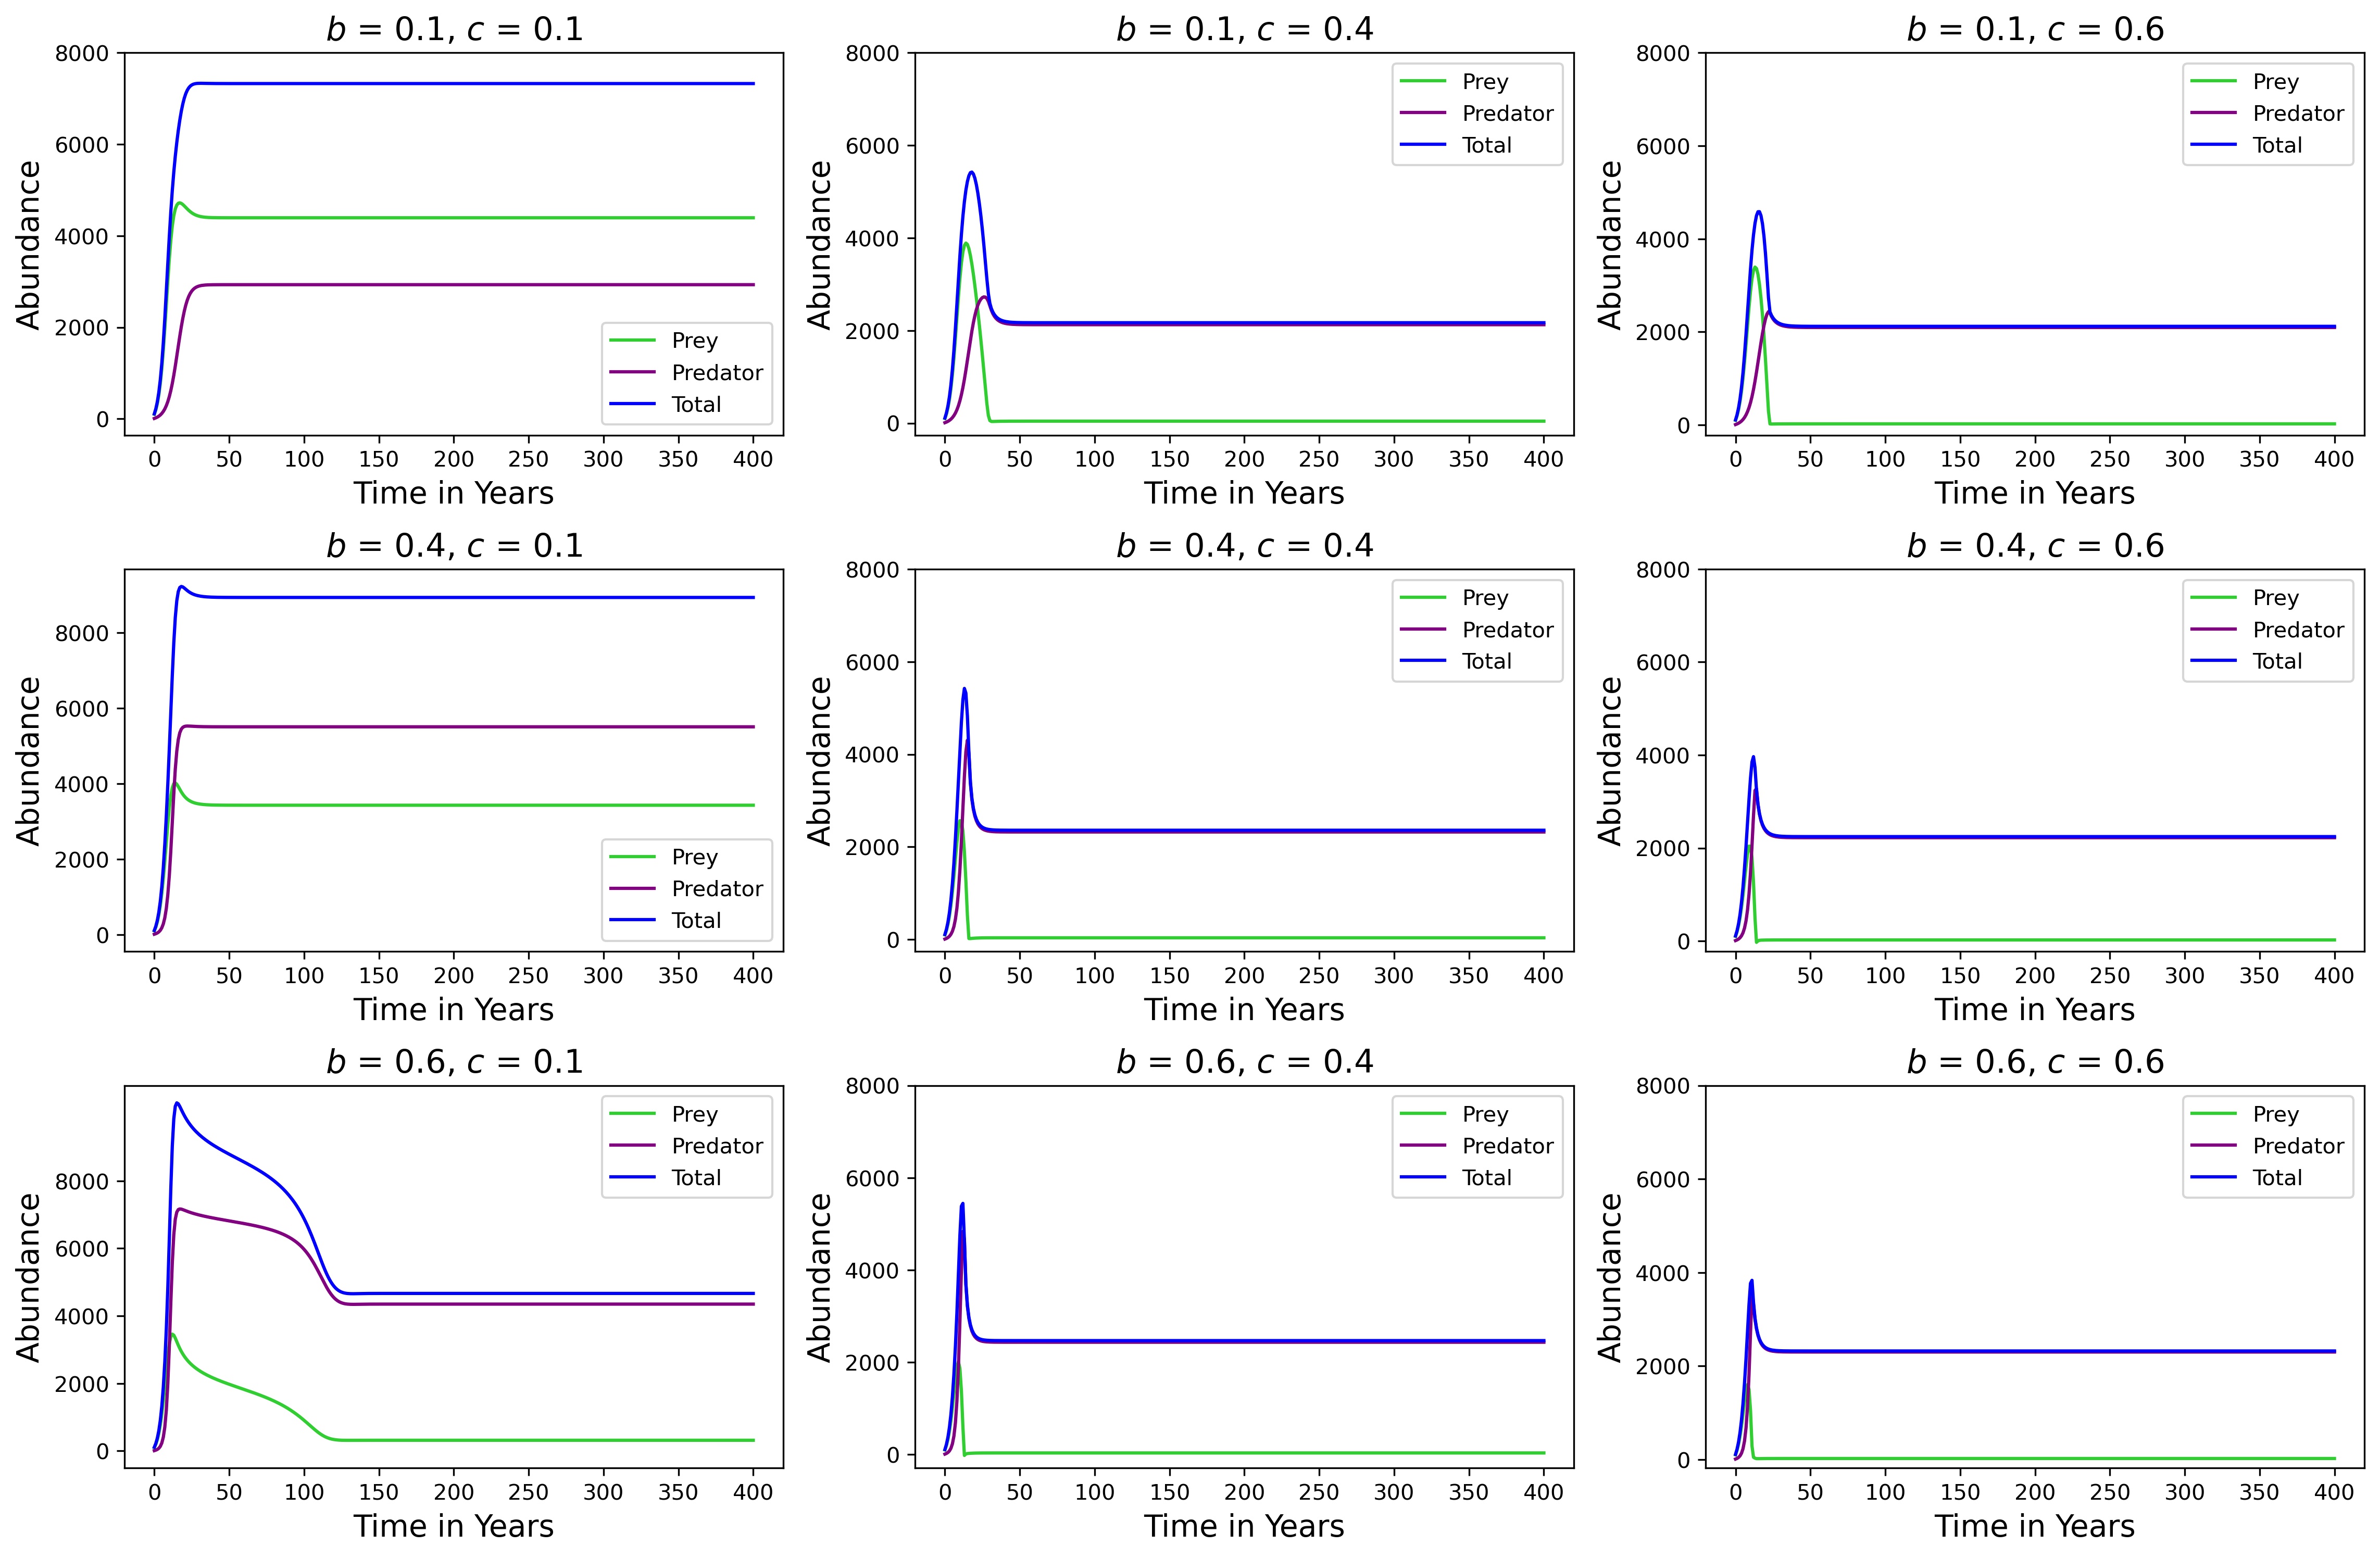 b = 0.1, c = 0.1
8000
6000
4000
2000
0
Abundance
Prey
Predator
Total
0 50 100 150 200 250 300 350 400
Time in Years
b = 0.1, c = 0.4
8000
6000
4000
2000
0
Abundance
Prey
Predator
Total
0 50 100 150 200 250 300 350 400
Time in Years
b = 0.1, c = 0.6
8000
6000
4000
2000
0
Abundance
Prey
Predator
Total
0 50 100 150 200 250 300 350 400
Time in Years
b = 0.4, c = 0.1
8000
6000
4000
2000
0
Abundance
Prey
Predator
Total
0 50 100 150 200 250 300 350 400
Time in Years
b = 0.4, c = 0.4
8000
6000
4000
2000
0
Abundance
Prey
Predator
Total
0 50 100 150 200 250 300 350 400
Time in Years
b = 0.4, c = 0.6
8000
6000
4000
2000
0
Abundance
Prey
Predator
Total
0 50 100 150 200 250 300 350 400
Time in Years
b = 0.6, c = 0.1
8000
6000
4000
2000
0
Abundance
Prey
Predator
Total
0 50 100 150 200 250 300 350 400
Time in Years
b = 0.6, c = 0.4
8000
6000
4000
2000
0
Abundance
Prey
Predator
Total
0 50 100 150 200 250 300 350 400
Time in Years
b = 0.6, c = 0.6
8000
6000
4000
2000
0
Abundance
Prey
Predator
Total
0 50 100 150 200 250 300 350 400
Time in Years